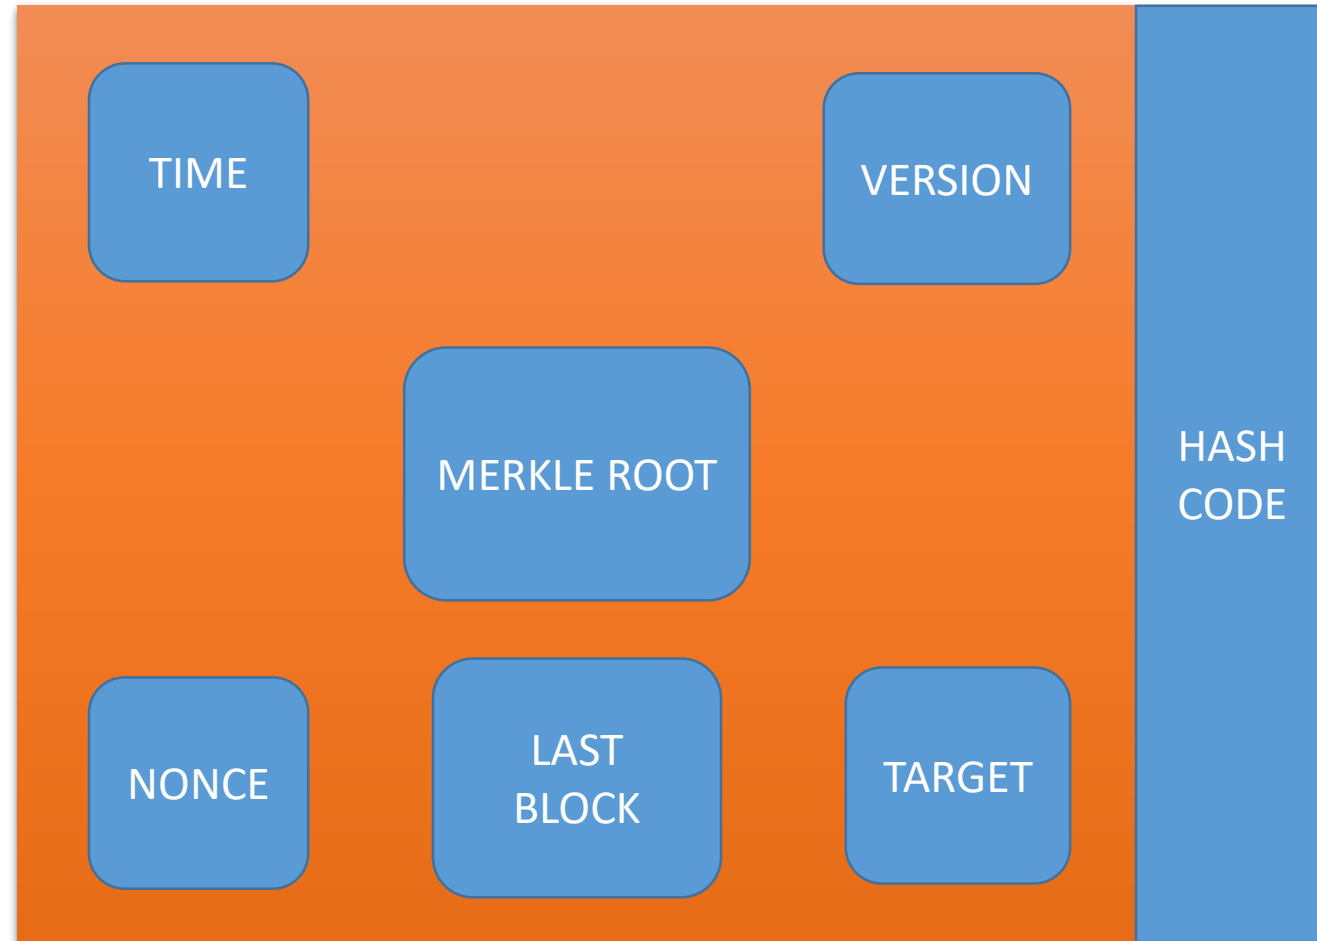 TIME
VERSION
MERKLE ROOT
HASH
CODE
NONCE
LAST
BLOCK
TARGET